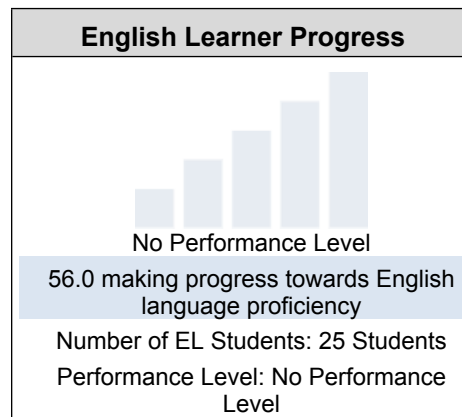 English Learner Progress
No Performance Level
56.0 making progress towards English
language proficiency
Number of EL Students: 25 Students
Performance Level: No Performance
Level